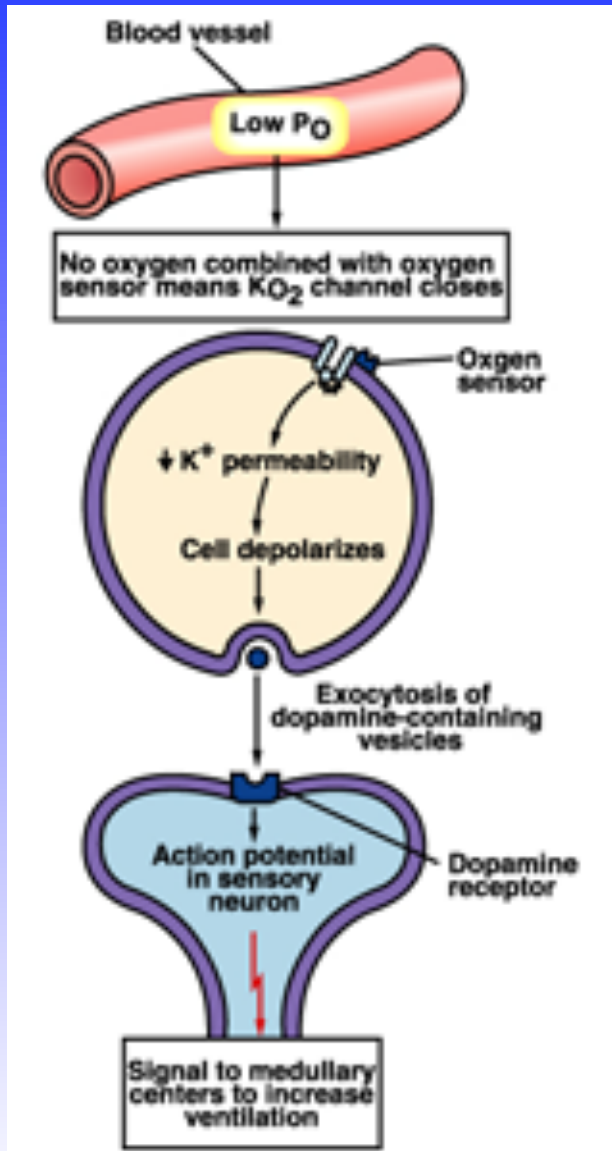 Blood vessel
Low PO
No oxygen combined with oxygen
sensor means KO2 channel closes
Oxgen
sensor
↓ K+ permeability
Cell depolarizes
Exocytosis of
dopamine-containing
vesicles
Action potential
in sensory
neuron
Dopamine
receptor
Signal to medullary
centers to increase
ventilation